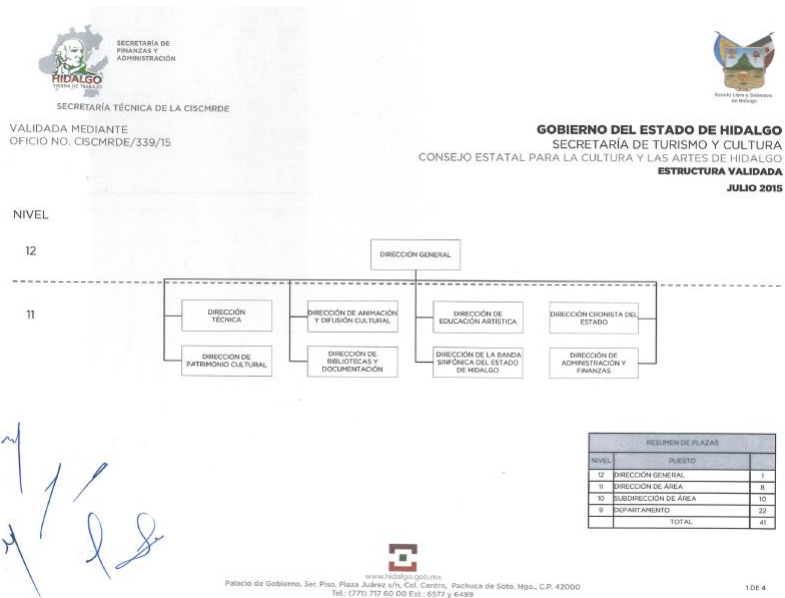 SECRETARÍA DE
FINANZAS Y
ADMINISTRACIÓN
HIDALGO
TIERRA DE TRABAJO
SECRETARÍA TÉCNICA DE LA CISCMRDE
VALIDADA MEDIANTE
OFICIO NO. CISCMRDE/339/15
Estado Libre y Soberano
de Hidalgo
GOBIERNO DEL ESTADO DE HIDALGO
SECRETARÍA DE TURISMO Y CULTURA
CONSEJO ESTATAL PARA LA CULTURA Y LAS ARTES DE HIDALGO
ESTRUCTURA VALIDADA
JULIO 2015
NIVEL
12
DIRECCIÓN GENERAL
11
DIRECCIÓN
TÉCNICA
DIRECCIÓN DE ANIMACIÓN
Y DIFUSIÓN CULTURAL
DIRECCIÓN DE
EDUCACIÓN ARTÍSTICA
DIRECCIÓN CRONISTA DEL
ESTADO
DIRECCIÓN DE
PATRIMONIO CULTURAL
DIRECCIÓN DE
BIBLIOTECAS Y
DOCUMENTACIÓN
DIRECCIÓN DE LA BANDA
SINFÓNICA DEL ESTADO
DE HIDALGO
DIRECCIÓN DE
ADMINISTRACIÓN Y
FINANZAS
RESUMEN DE PLAZAS
NIVEL PUESTO
12 DIRECCIÓN GENERAL 1
11 DIRECCIÓN DE ÁREA 8
10 SUBDIRECCIÓN DE ÁREA 10
9 DEPARTAMENTO 22
TOTAL 41
www.hidalgo.gob.mx
Palacio de Gobierno, 3er. Piso, Plaza Juárez s/n, Col. Centro, Pachuca de Soto, Hgo., C.P. 42000
Tel.: (771) 717 60 00 Ext.: 6577 y 6499
1 DE 4